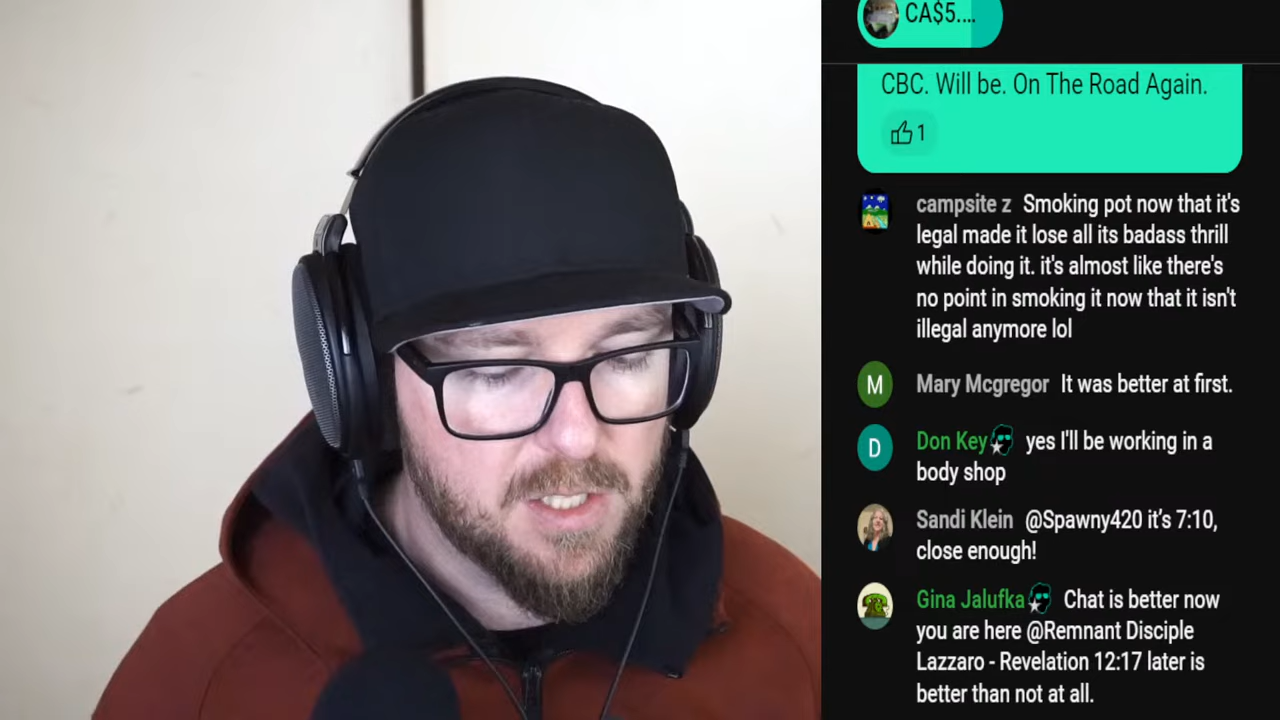 CA$5....
CBC. Will be. On The Road Again.
1
campsite z Smoking pot now that it's
legal made it lose all its badass thrill
while doing it. it's almost like there's
no point in smoking it now that it isn't
illegal anymore lol
M Mary Mcgregor It was better at first.
D Don Key yes I'll be working in a
body shop
Sandi Klein @Spawny420 it's 7:10,
close enough!
Gina Jalufka Chat is better now
you are here @Remnant Disciple
Lazzaro - Revelation 12:17 later is
better than not at all.